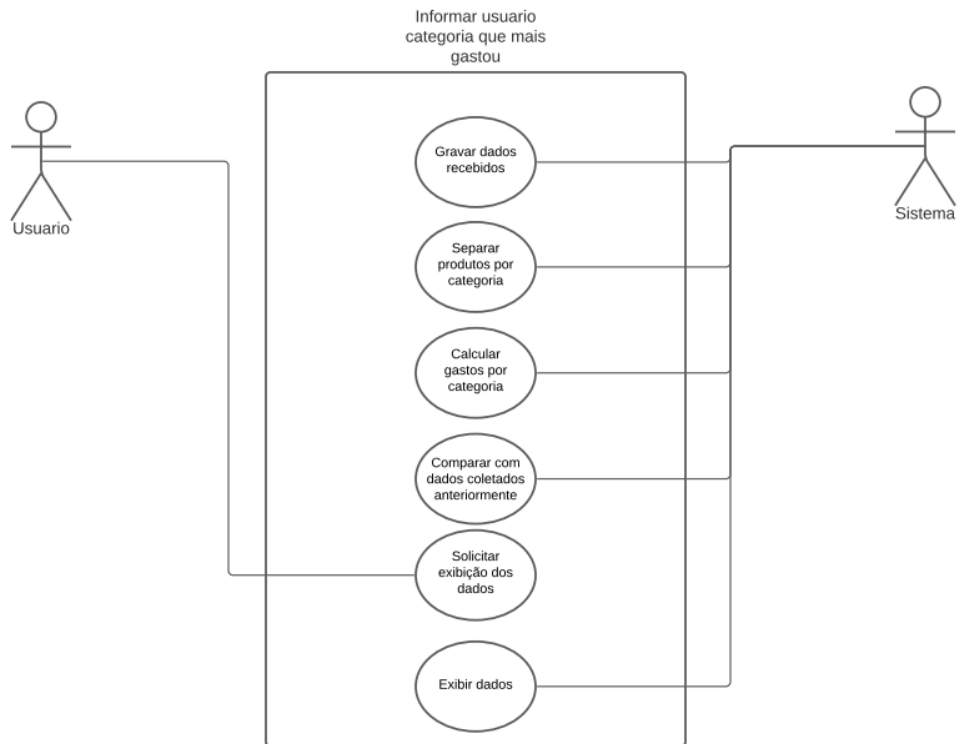 Informar usuario
categoria que mais
gastou
Usuario
Sistema
Gravar dados
recebidos
Separar
produtos por
categoria
Calcular
gastos por
categoria
Comparar com
dados coletados
anteriormente
Solicitar
exibição dos
dados
Exibir dados